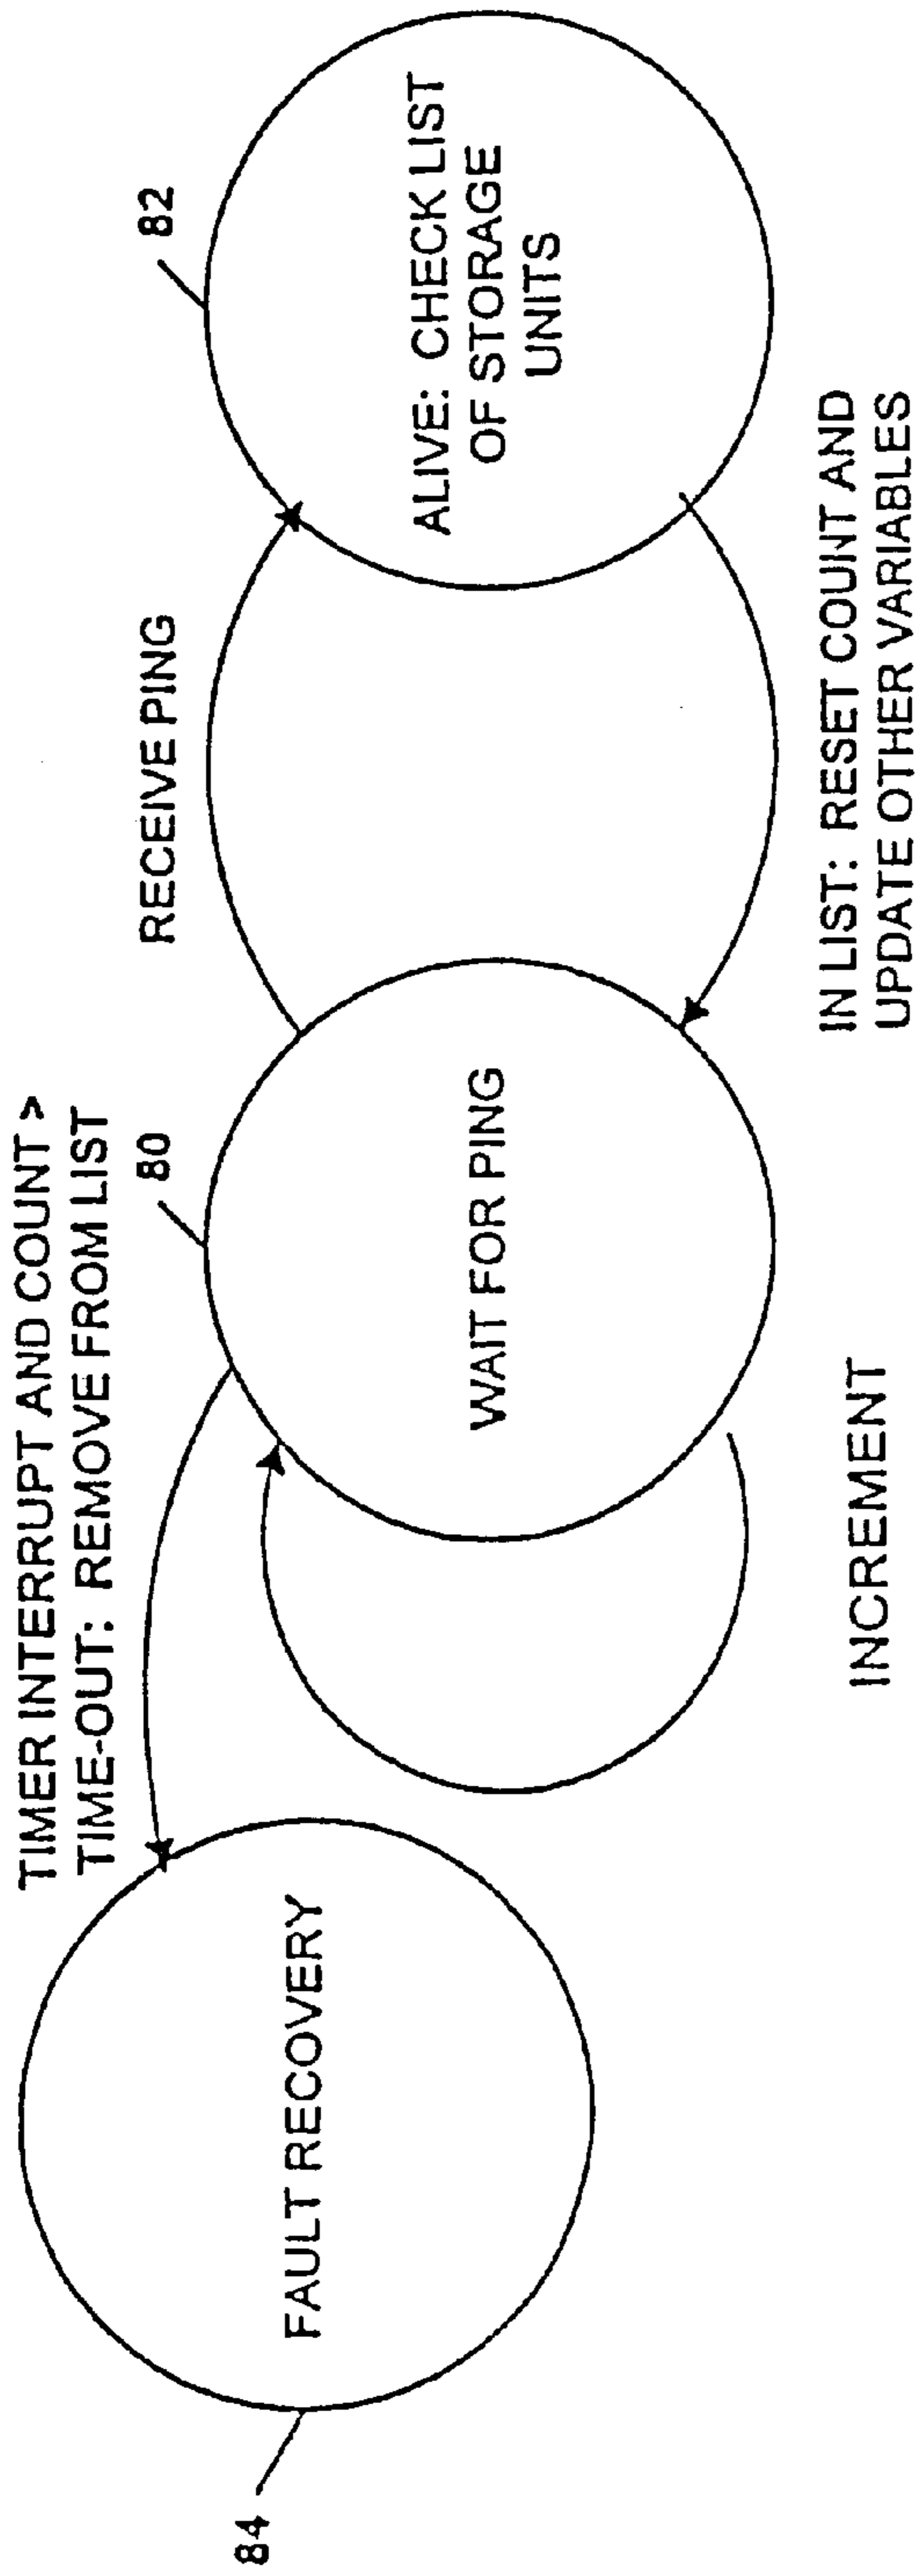 TIMER INTERRUPT AND COUNT >
TIME-OUT: REMOVE FROM LIST
84
FAULT RECOVERY
80
WAIT FOR PING
INCREMENT
RECEIVE PING
82
ALIVE: CHECK LIST
OF STORAGE
UNITS
IN LIST: RESET COUNT AND
UPDATE OTHER VARIABLES